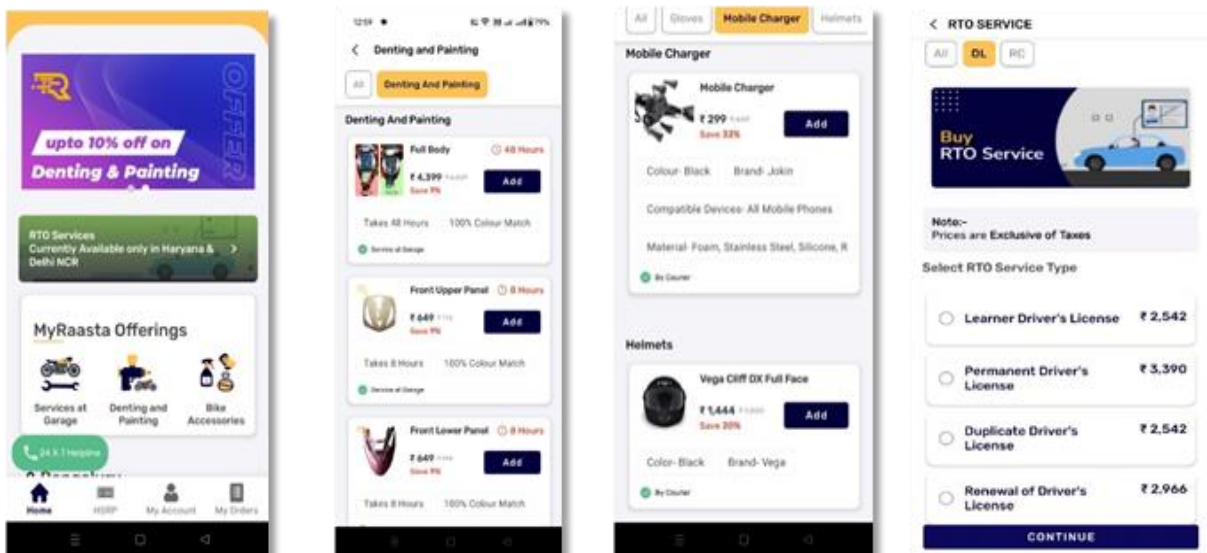 OFFER
upto 10% off on
Denting & Painting
RTO Services
Currently Available only in Haryana &
Delhi NCR
MyRaasta Offerings
Services at
Garage
Denting and
Painting
Bike
Accessories
24 X 7 Helpline
Home
HSRP
My Account
My Orders
12:59
79%
Denting and Painting
All
Denting And Painting
Denting And Painting
Full Body
48 Hours
₹ 4,399
Save 9%
Add
Takes 48 Hours
100% Colour Match
Service at Garage
Front Upper Panel
8 Hours
₹ 649
Save 9%
Add
Takes 8 Hours
100% Colour Match
Service at Garage
Front Lower Panel
8 Hours
₹ 649
Save 9%
Add
Takes 8 Hours
100% Colour Match
All
Gloves
Mobile Charger
Helmets
Mobile Charger
Mobile Charger
₹ 299
Save 33%
Add
Colour- Black
Brand- Jokin
Compatible Devices- All Mobile Phones
Material- Foam, Stainless Steel, Silicone, R
By Courier
Helmets
Vega Cliff DX Full Face
₹ 1,444
Save 20%
Add
Color- Black
Brand- Vega
By Courier
RTO SERVICE
All
DL
RC
Buy
RTO Service
Note:-
Prices are Exclusive of Taxes
Select RTO Service Type
Learner Driver's License
₹ 2,542
Permanent Driver's
License
₹ 3,390
Duplicate Driver's
License
₹ 2,542
Renewal of Driver's
License
₹ 2,966
CONTINUE